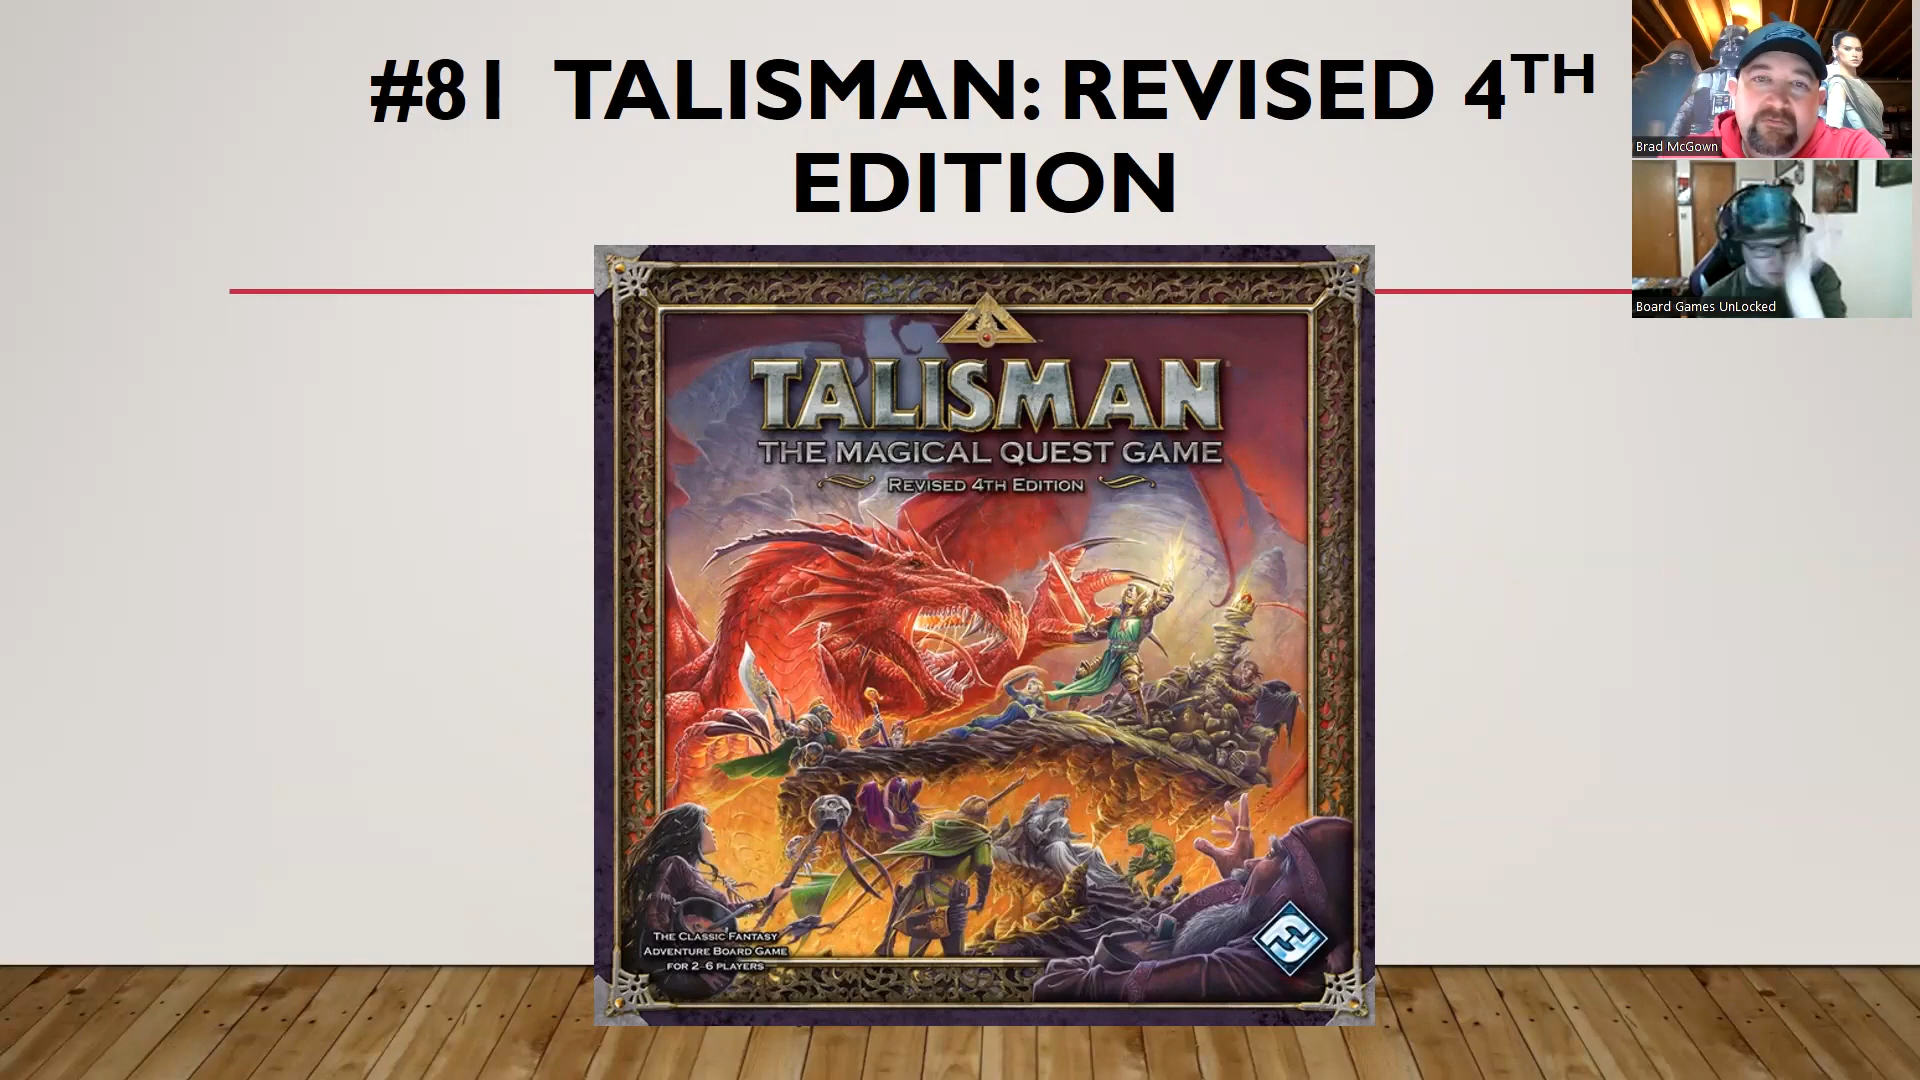 #81 TALISMAN: REVISED 4TH
EDITION
TALISMAN
THE MAGICAL QUEST GAME
REVISED 4TH EDITION
THE CLASSIC FANTASY
ADVENTURE BOARD GAME
FOR 2-6 PLAYERS
Brad McGown
Board Games UnLocked